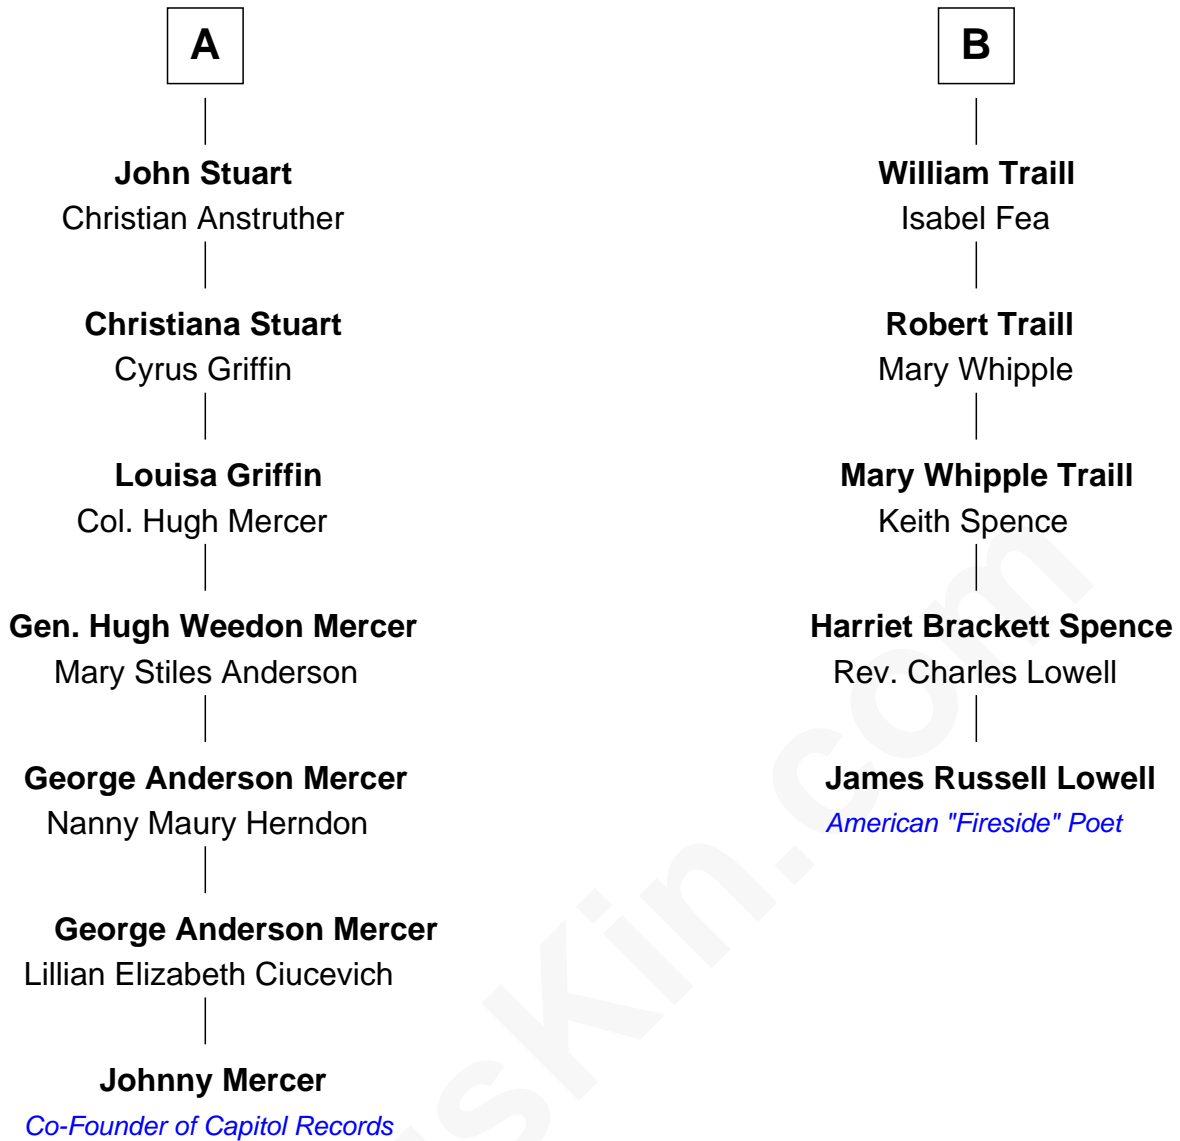 A
John Stuart
Christian Anstruther
Christiana Stuart
Cyrus Griffin
Louisa Griffin
Col. Hugh Mercer
Gen. Hugh Weedon Mercer
Mary Stiles Anderson
George Anderson Mercer
Nanny Maury Herndon
George Anderson Mercer
Lillian Elizabeth Ciucevich
Johnny Mercer
Co-Founder of Capitol Records
B
William Traill
Isabel Fea
Robert Traill
Mary Whipple
Mary Whipple Traill
Keith Spence
Harriet Brackett Spence
Rev. Charles Lowell
James Russell Lowell
American "Fireside" Poet
usKin.com